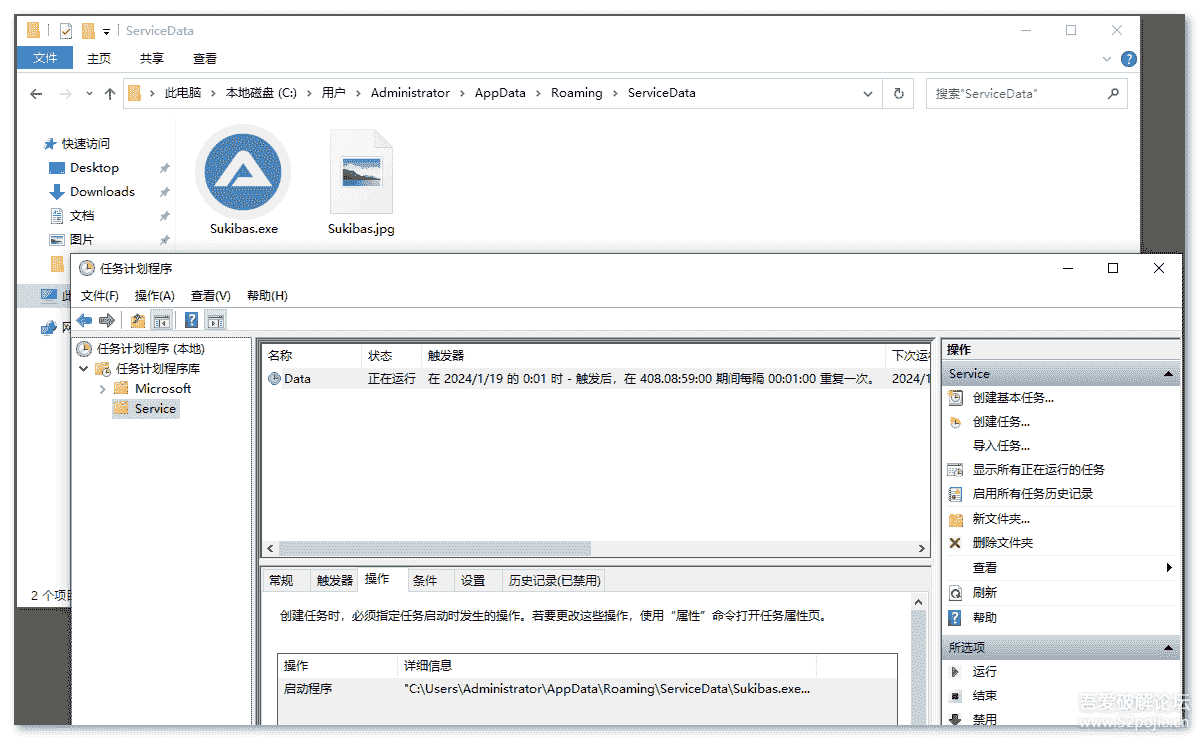 ServiceData
文件 主页 共享 查看
此电脑 本地磁盘 (C:) 用户 Administrator AppData Roaming ServiceData
搜索"ServiceData"
快速访问
Desktop
Downloads
文档
图片
Sukibas.exe
Sukibas.jpg
2 个项
任务计划程序
文件(F) 操作(A) 查看(V) 帮助(H)
任务计划程序 (本地)
任务计划程序库
Microsoft
Service
名称 状态 触发器 下次运
Data 正在运行 在 2024/1/19 的 0:01 时 - 触发后，在 408.08:59:00 期间每隔 00:01:00 重复一次。 2024/1
常规 触发器 操作 条件 设置 历史记录(已禁用)
创建任务时，必须指定任务启动时发生的操作。若要更改这些操作，使用“属性”命令打开任务属性页。
操作 详细信息
启动程序 "C:\Users\Administrator\AppData\Roaming\ServiceData\Sukibas.exe...
操作
Service
创建基本任务...
创建任务...
导入任务...
显示所有正在运行的任务
启用所有任务历史记录
新文件夹...
删除文件夹
查看
刷新
帮助
所选项
运行
结束
禁用
吾爱破解论坛
www.52pojie.cn